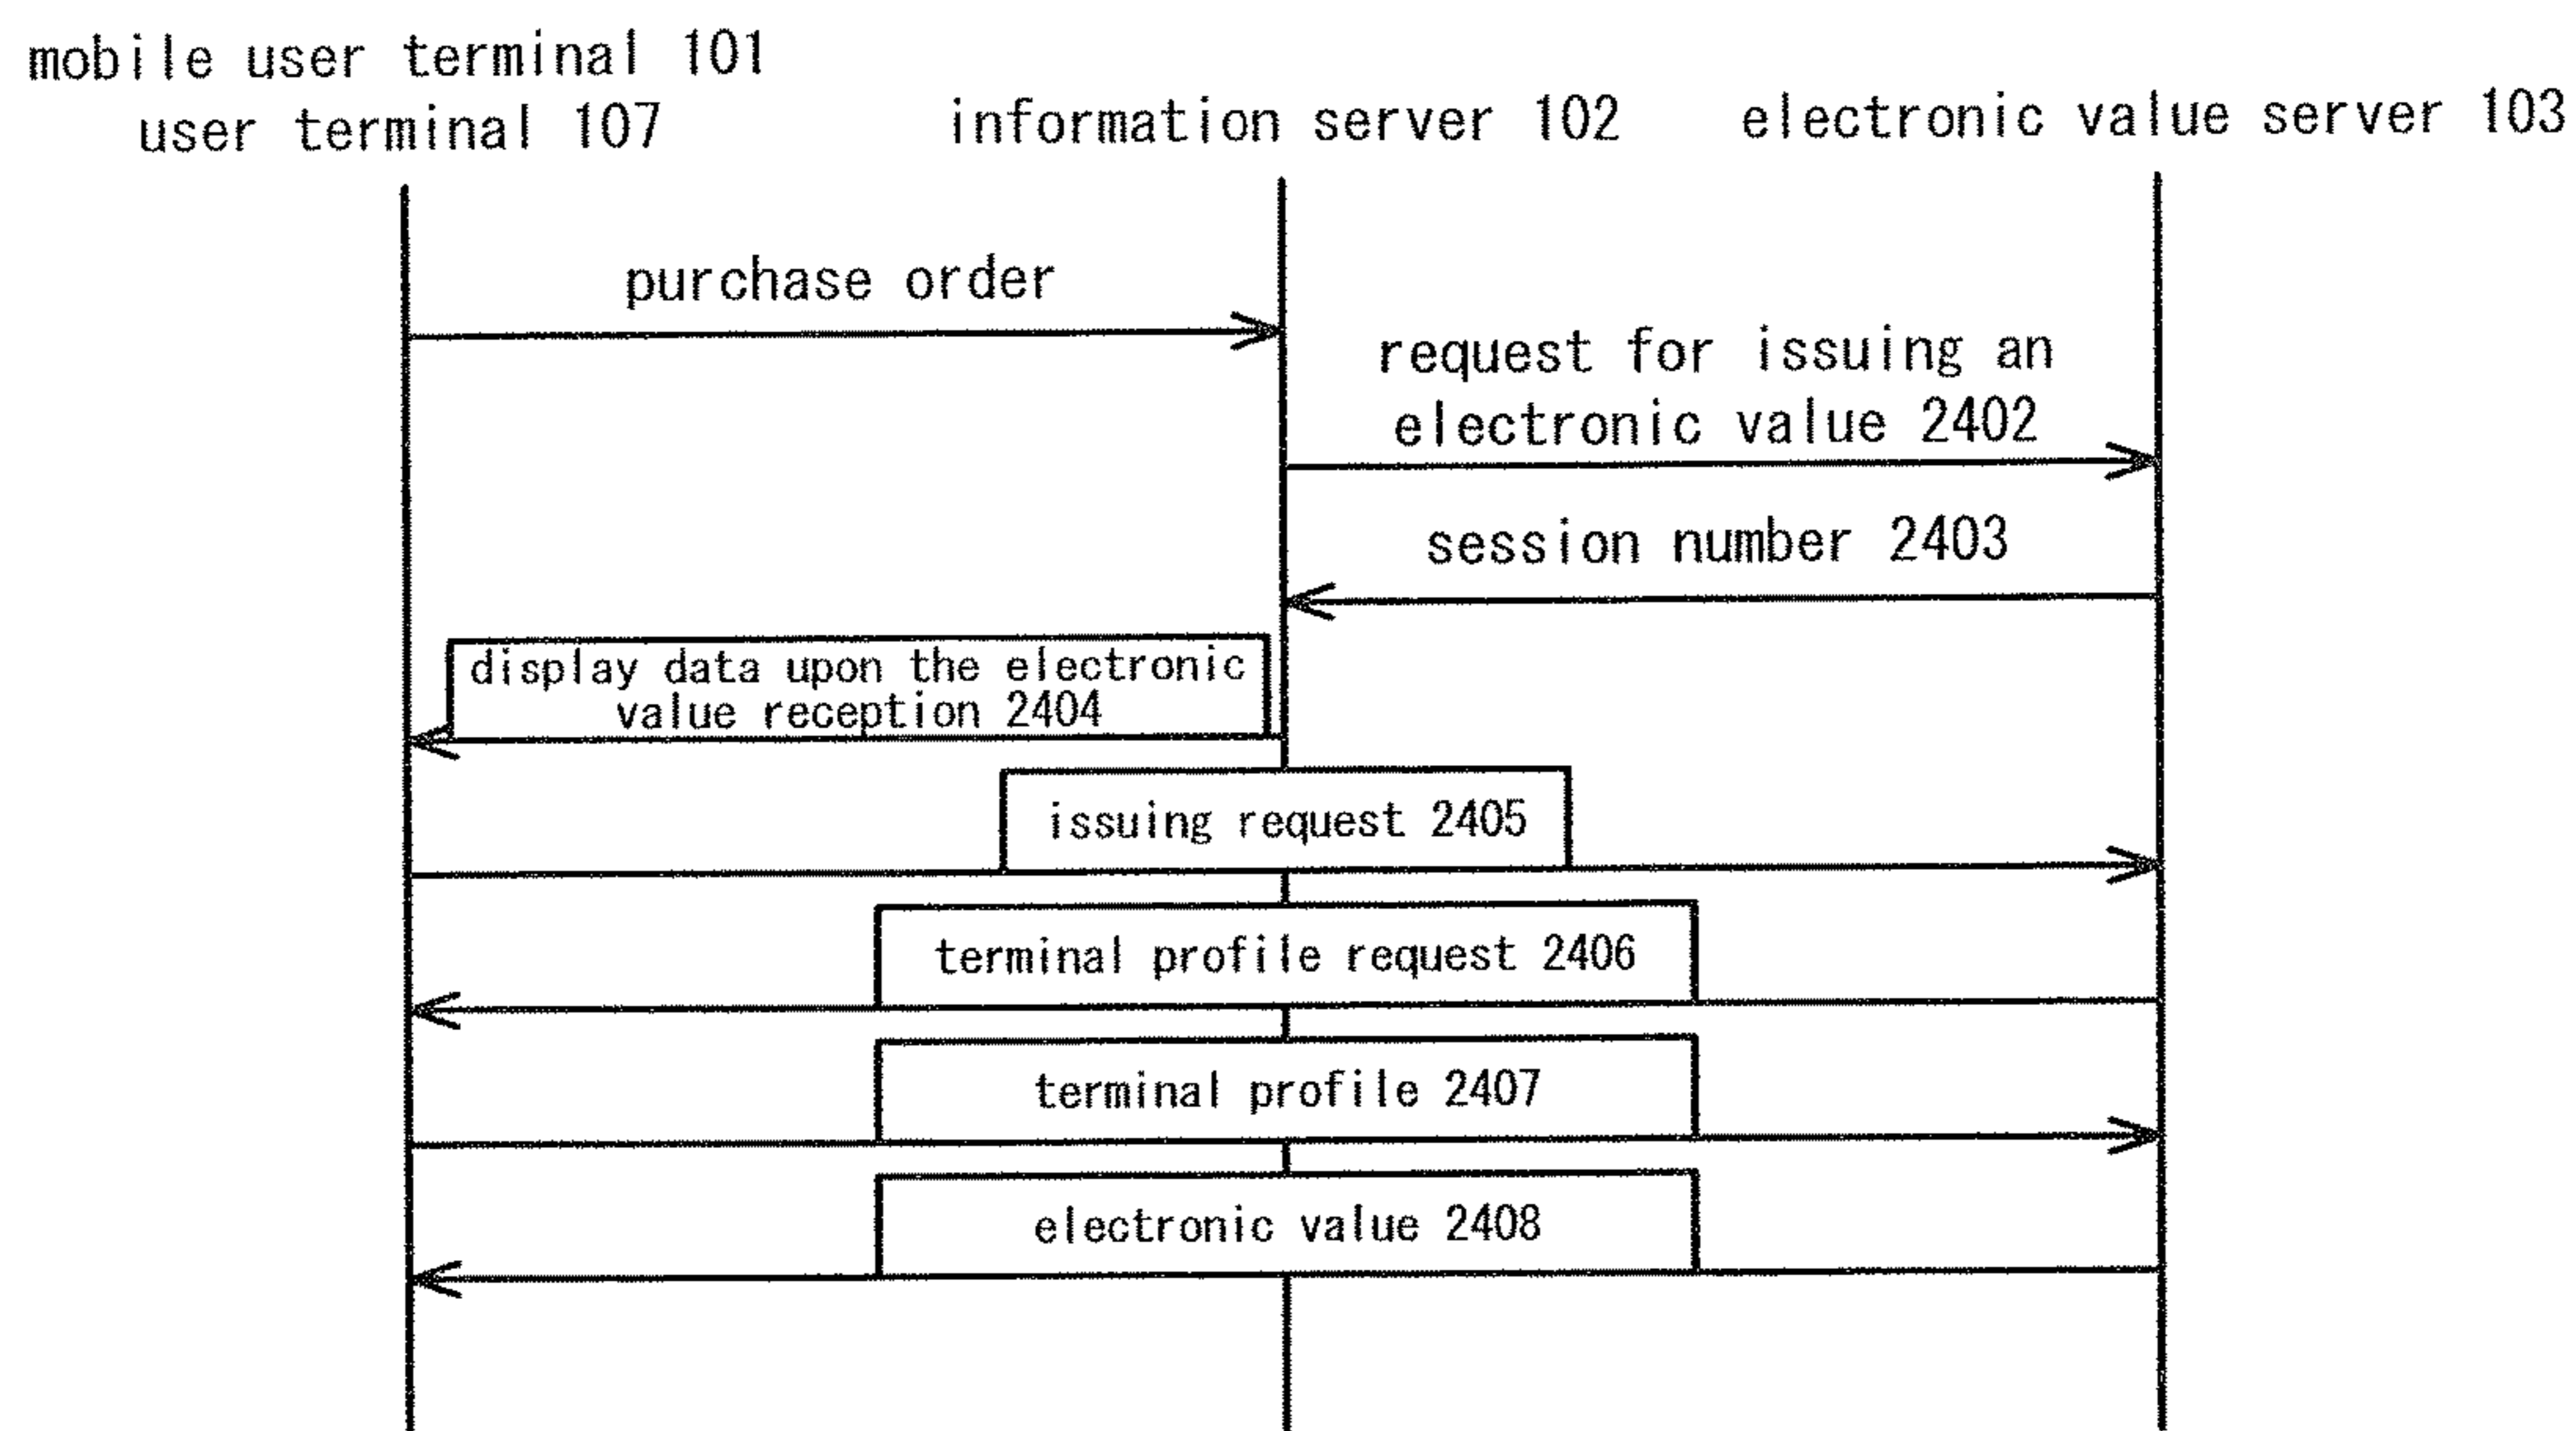 mobile user terminal 101
user terminal 107
information server 102
electronic value server 103
purchase order
request for issuing an
electronic value 2402
session number 2403
display data upon the electronic
value reception 2404
issuing request 2405
terminal profile request 2406
terminal profile 2407
electronic value 2408